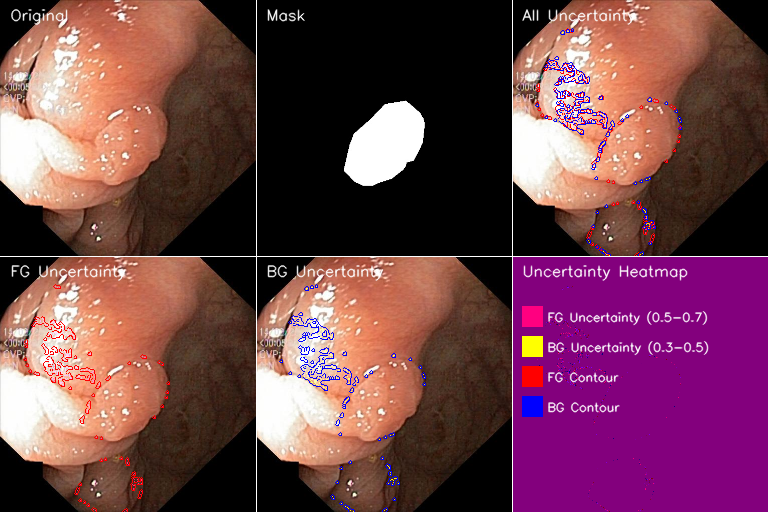 Original
Mask
All Uncertainty
FG Uncertainty
BG Uncertainty
Uncertainty Heatmap
FG Uncertainty (0.5–0.7)
BG Uncertainty (0.3–0.5)
FG Contour
BG Contour